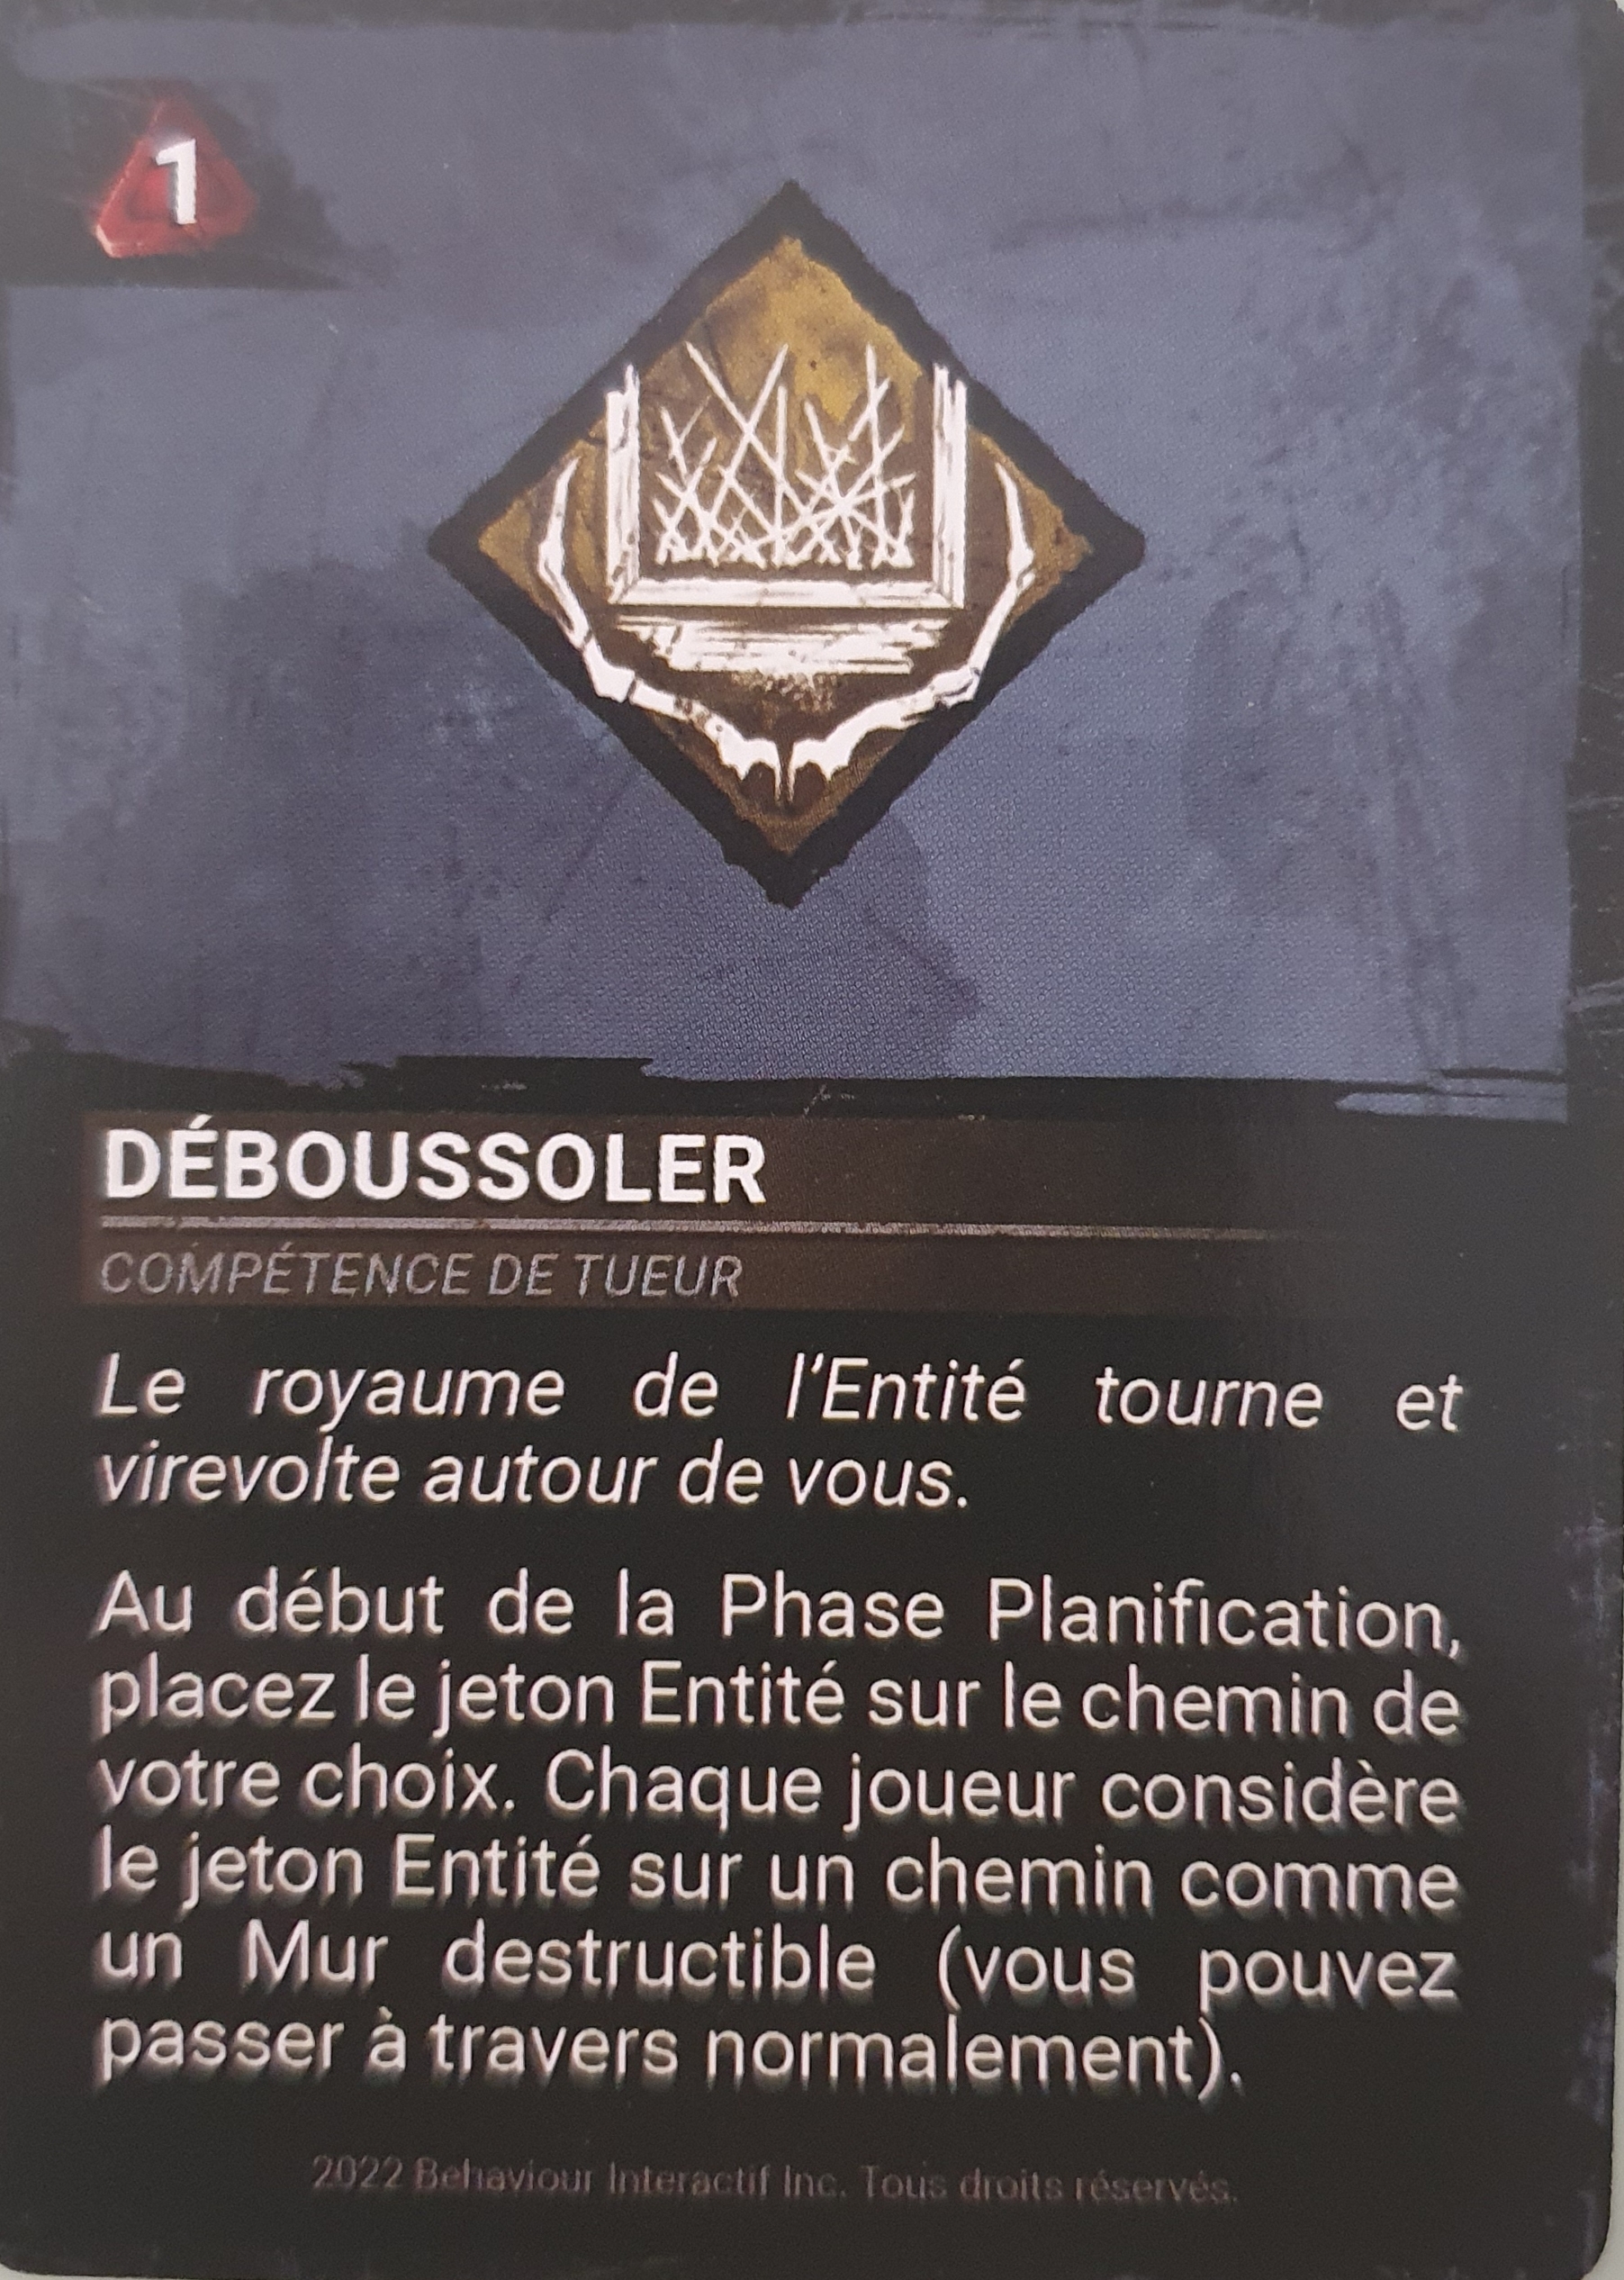 1
DÉBOUSSOLER
COMPÉTENCE DE TUEUR
Le royaume de l'Entité tourne et
virevolte autour de vous.
Au début de la Phase Planification,
placez le jeton Entité sur le chemin de
votre choix. Chaque joueur considère
le jeton Entité sur un chemin comme
un Mur destructible (vous pouvez
passer à travers normalement).
2022 Behaviour Interactif Inc. Tous droits réservés.